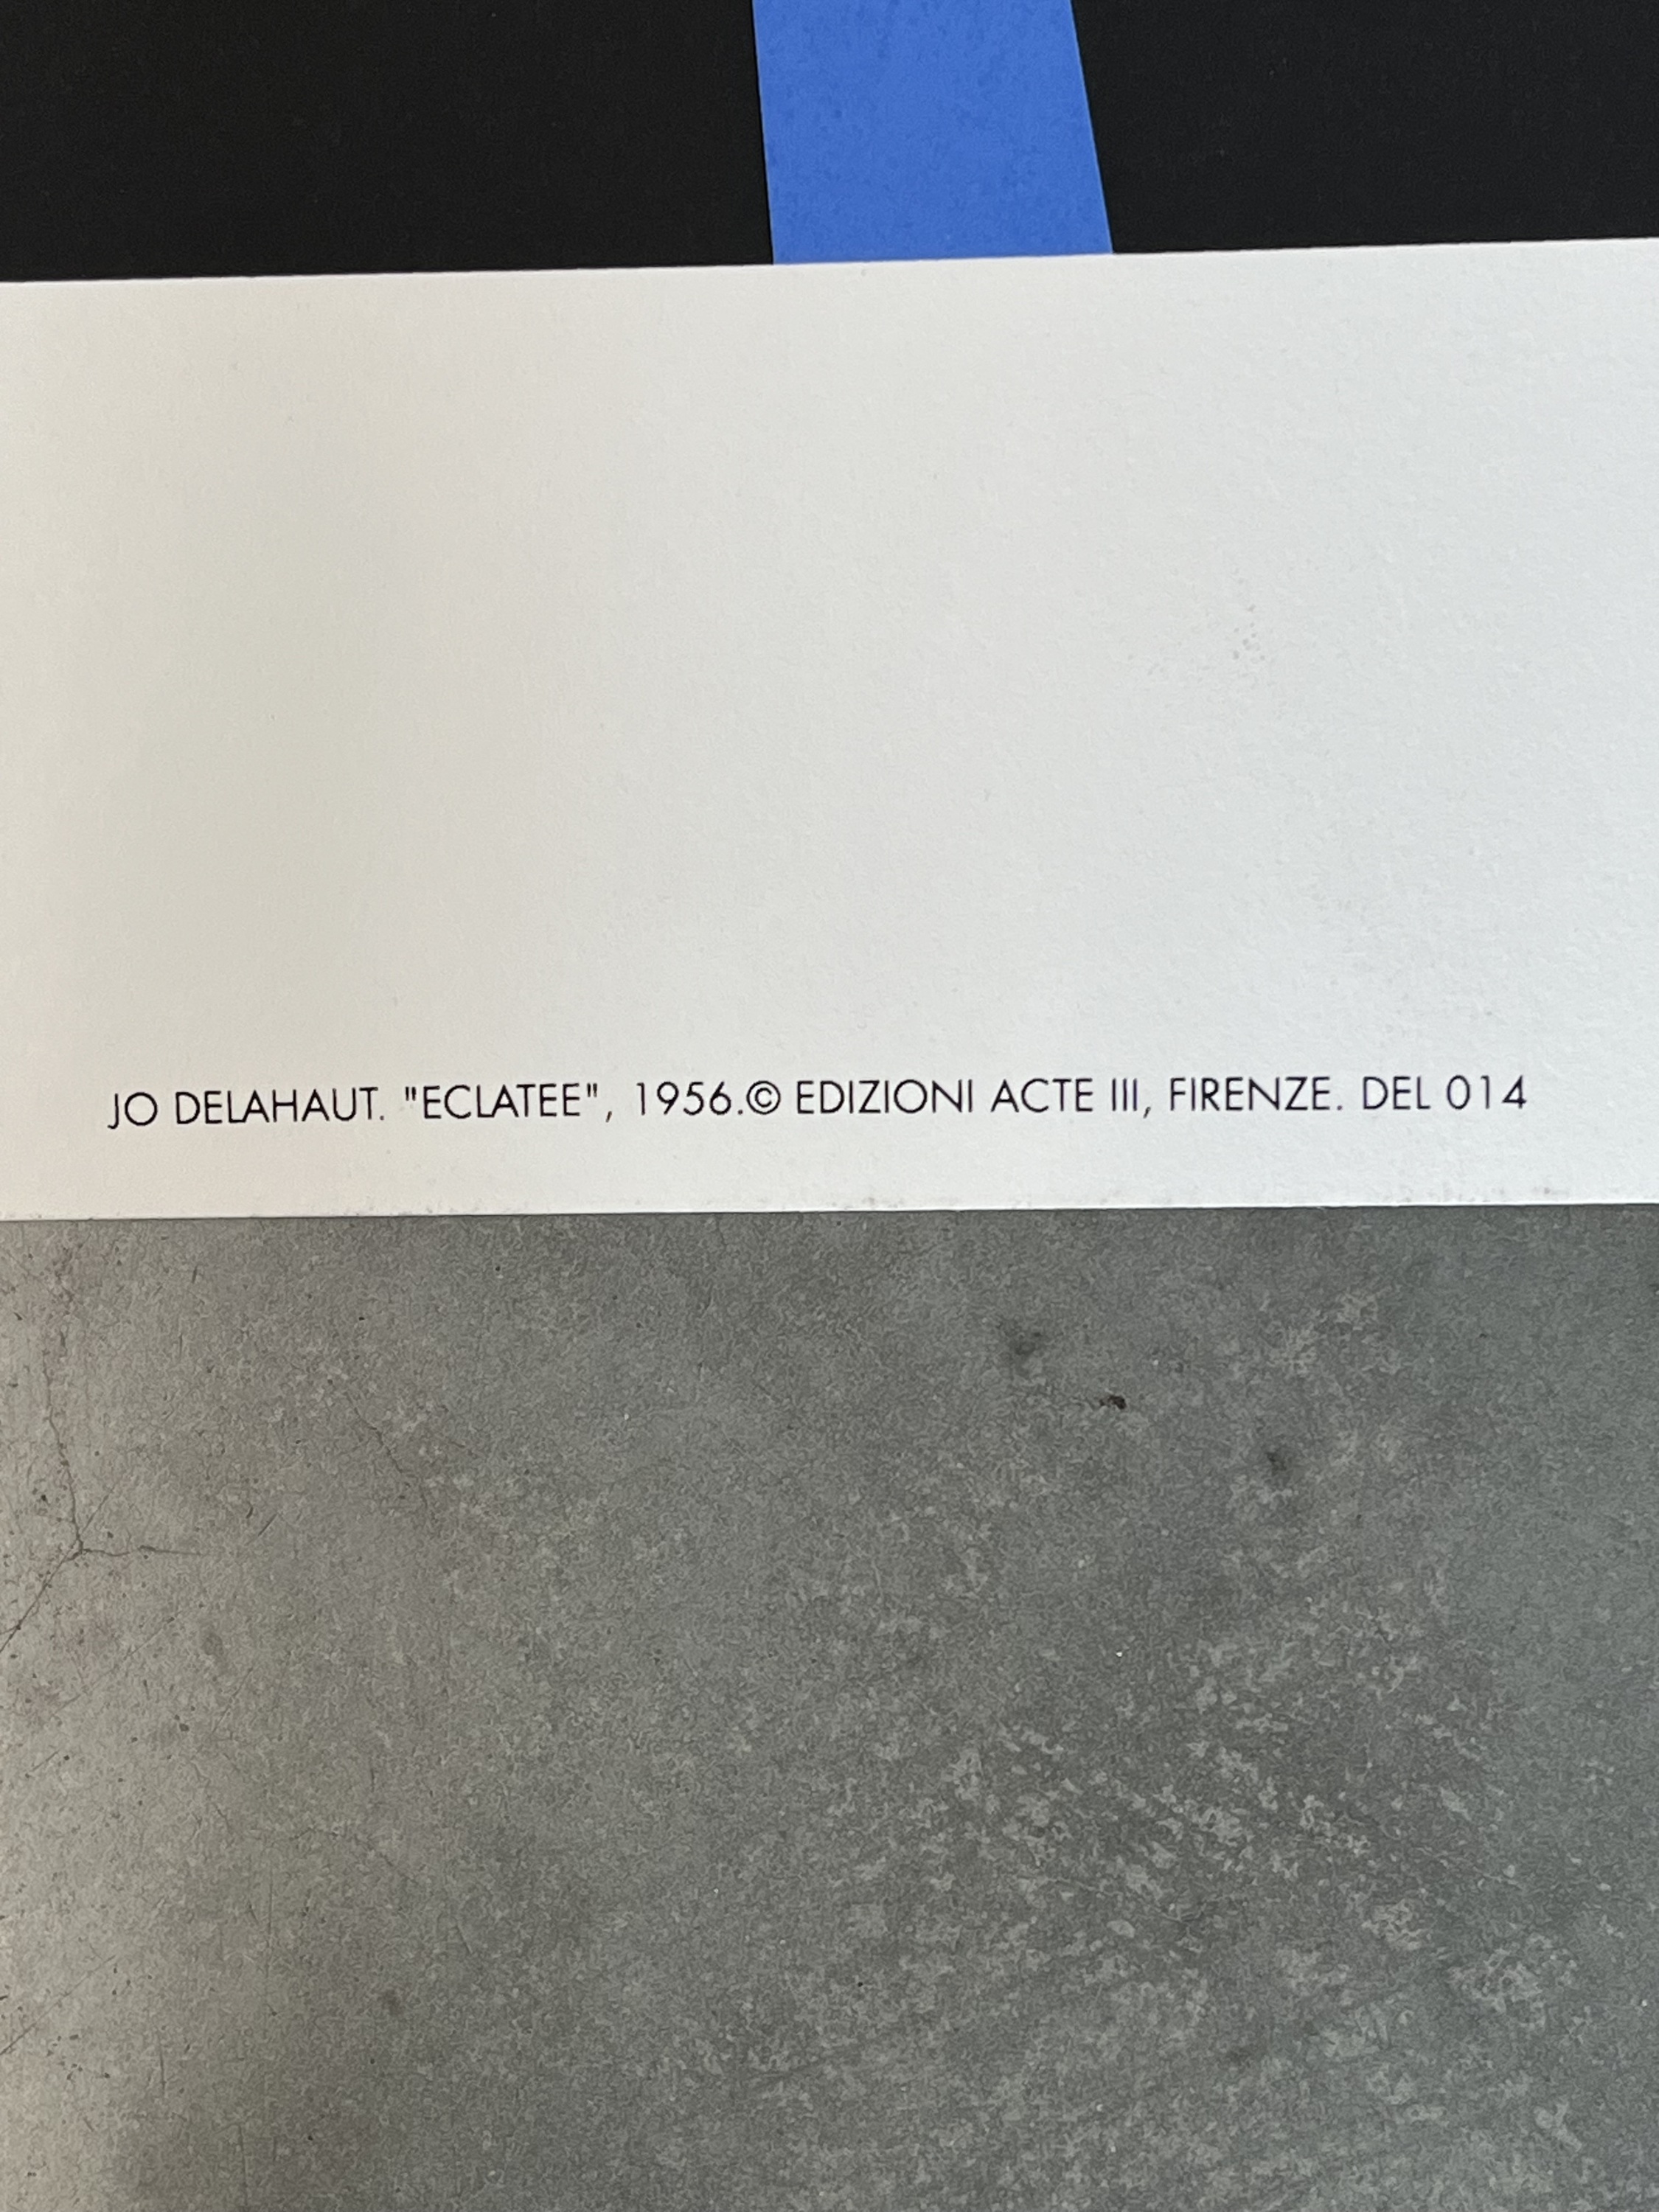 JO DELAHAUT. "ECLATEE", 1956.© EDIZIONI ACTE III, FIRENZE. DEL 014